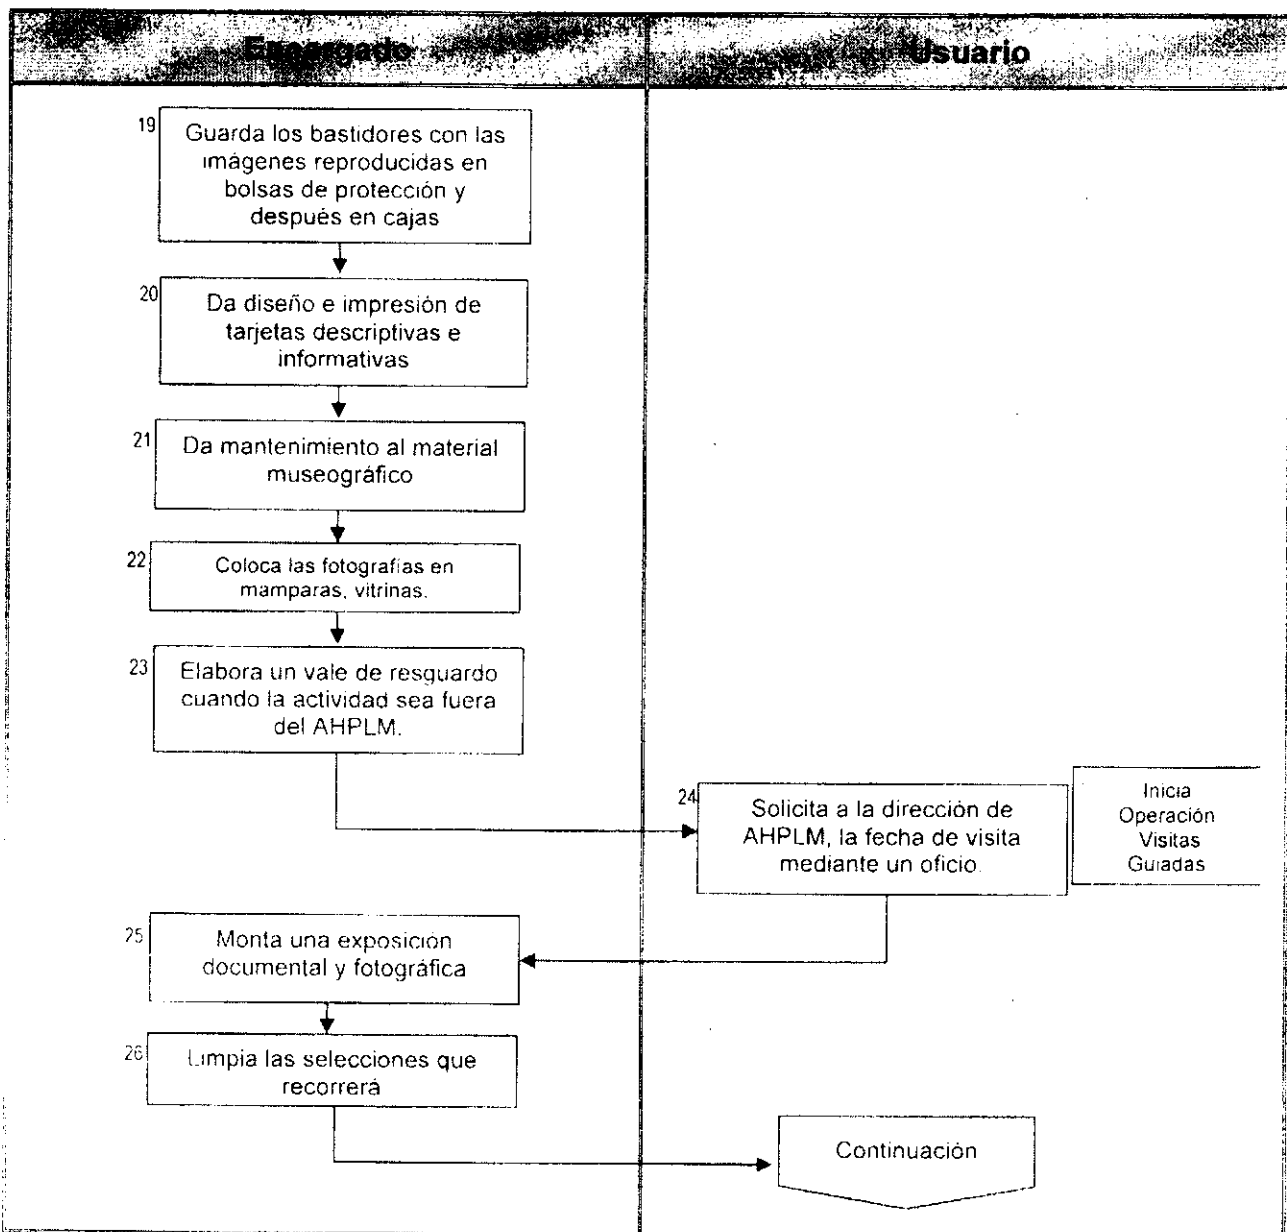 Encargado
Usuario
19
Guarda los bastidores con las
imágenes reproducidas en
bolsas de protección y
después en cajas
20
Da diseño e impresión de
tarjetas descriptivas e
informativas
21
Da mantenimiento al material
museográfico
22
Coloca las fotografías en
mamparas, vitrinas.
23
Elabora un vale de resguardo
cuando la actividad sea fuera
del AHPLM.
24
Solicita a la dirección de
AHPLM, la fecha de visita
mediante un oficio.
Inicia
Operación
Visitas
Guiadas
25
Monta una exposición
documental y fotográfica
26
Limpia las selecciones que
recorrerá
Continuación